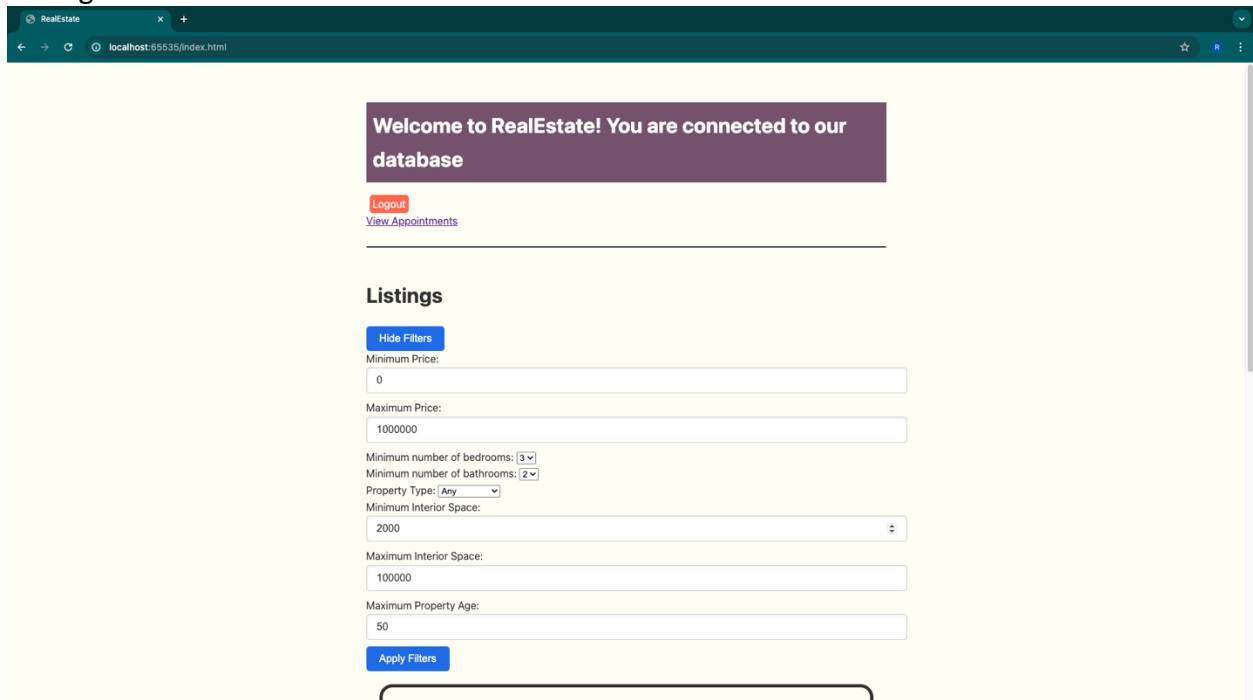 RealEstate
localhost:65535/index.html
R
Welcome to RealEstate! You are connected to our
database
Logout
View Appointments
Listings
Hide Filters
Minimum Price:
0
Maximum Price:
1000000
Minimum number of bedrooms: 3
Minimum number of bathrooms: 2
Property Type: Any
Minimum Interior Space:
2000
Maximum Interior Space:
100000
Maximum Property Age:
50
Apply Filters